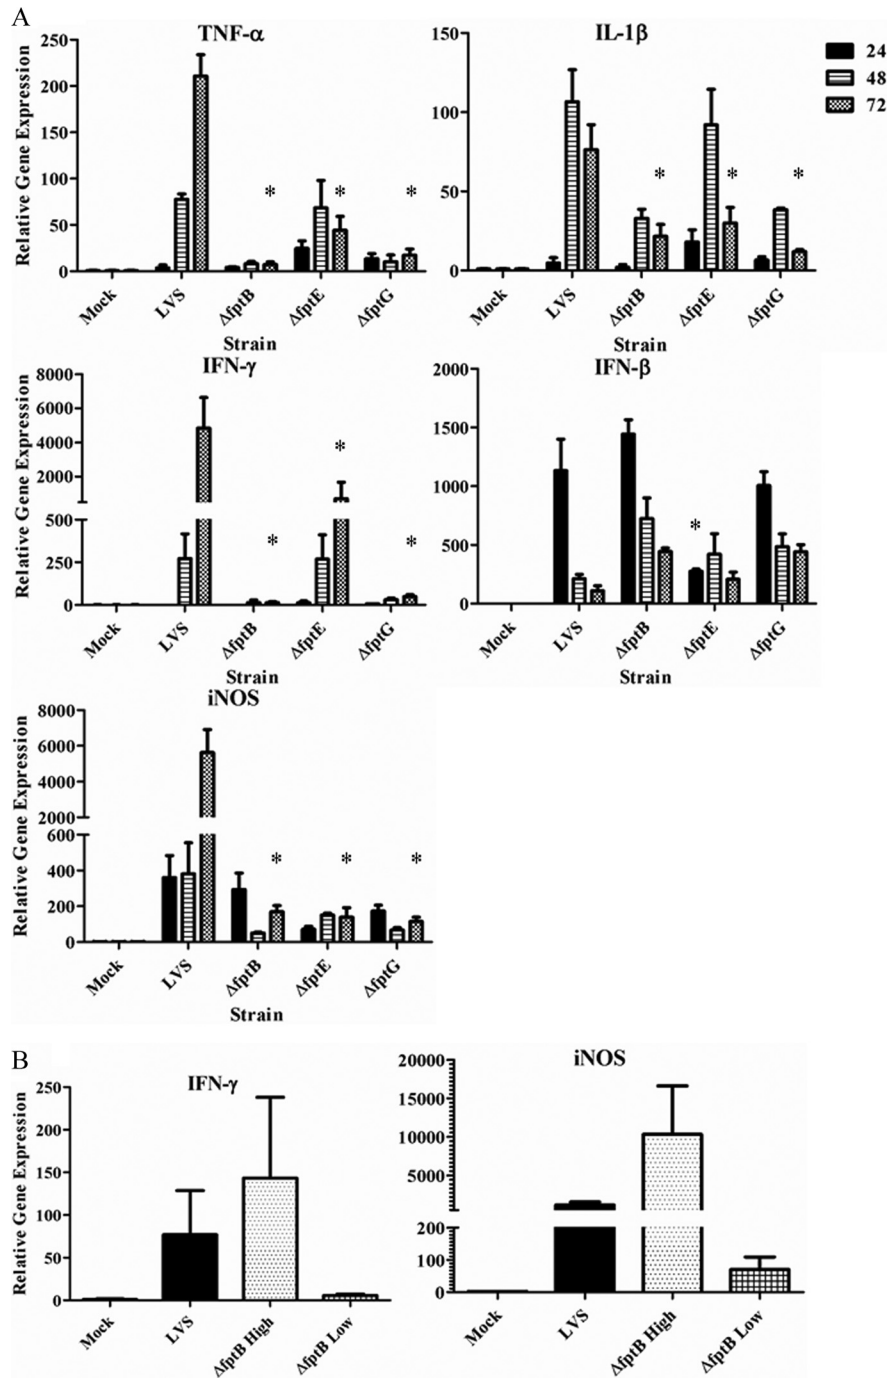 A
TNF-α
Relative Gene Expression
250
200
150
100
50
0
* * *
Mock LVS ΔfptB ΔfptE ΔfptG
Strain
IL-1β
150
100
50
0
* * *
Mock LVS ΔfptB ΔfptE ΔfptG
Strain
24
48
72
IFN-γ
Relative Gene Expression
8000
6000
4000
2000
500
250
0
* * *
Mock LVS ΔfptB ΔfptE ΔfptG
Strain
IFN-β
2000
1500
1000
500
0
*
Mock LVS ΔfptB ΔfptE ΔfptG
Strain
iNOS
Relative Gene Expression
8000
6000
4000
2000
600
400
200
0
* * *
Mock LVS ΔfptB ΔfptE ΔfptG
Strain
B
IFN-γ
Relative Gene Expression
250
200
150
100
50
0
Mock LVS ΔfptB High ΔfptB Low
iNOS
20000
15000
10000
5000
200
100
0
Mock LVS ΔfptB High ΔfptB Low